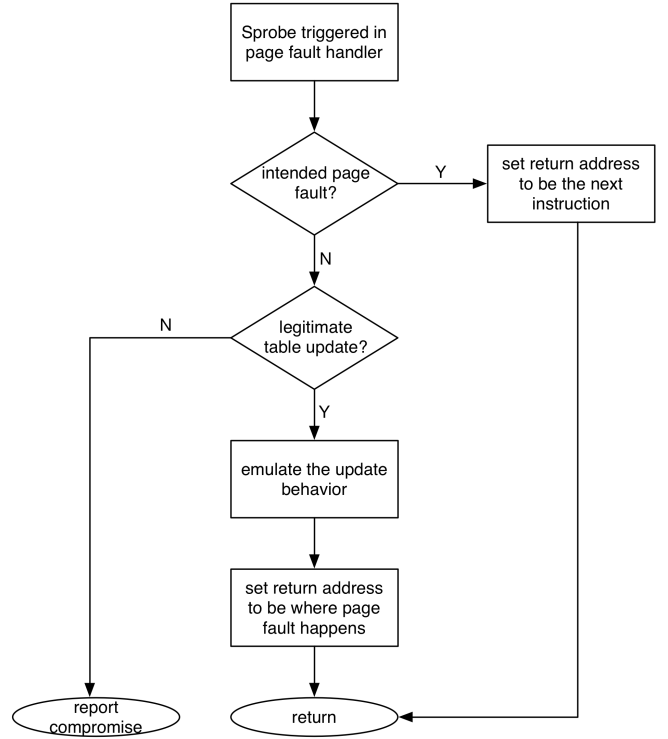 Sprobe triggered in
page fault handler
intended page
fault?
Y
set return address
to be the next
instruction
N
legitimate
table update?
N
Y
emulate the update
behavior
set return address
to be where page
fault happens
report
compromise
return